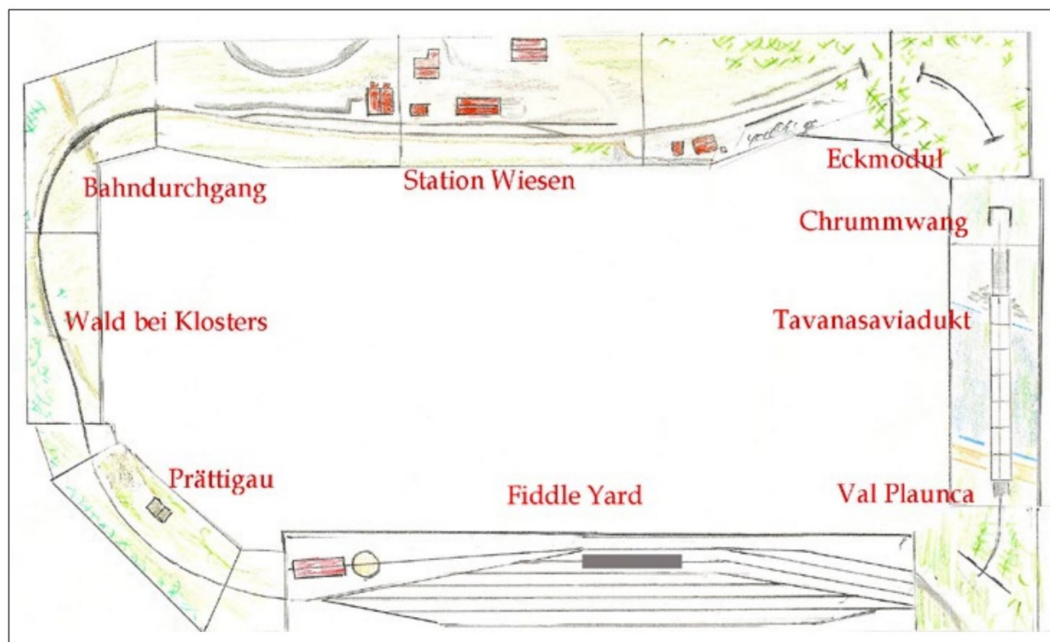 Eckmodul
Bahndurchgang
Station Wiesen
Chrummwang
Wald bei Klosters
Tavanasaviadukt
Prättigau
Fiddle Yard
Val Plaunca